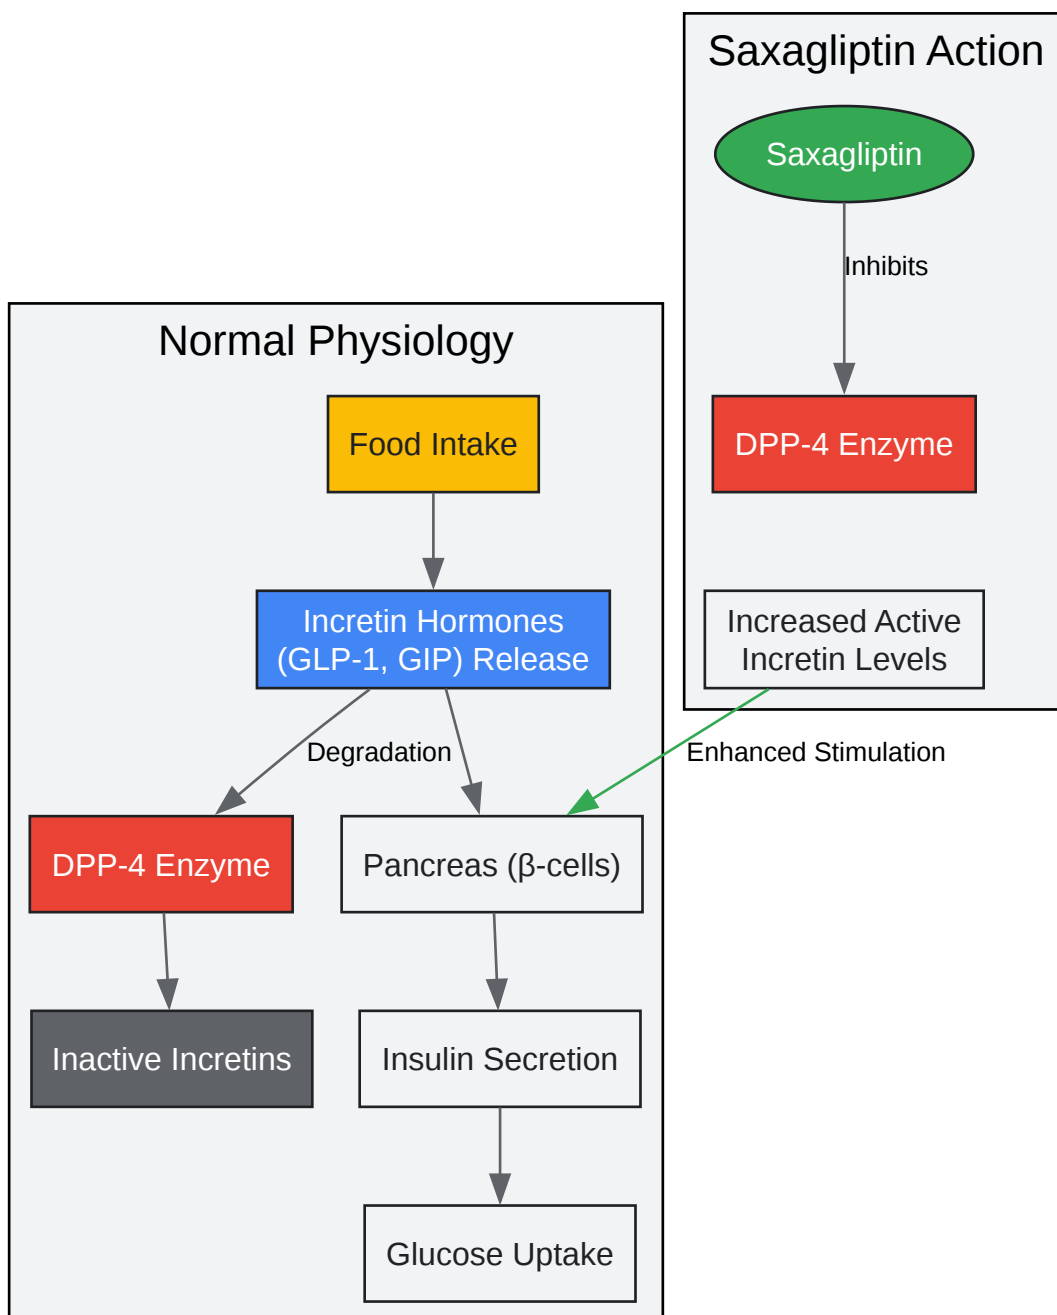 Saxagliptin Action
Saxagliptin
Inhibits
DPP-4 Enzyme
Increased Active
Incretin Levels
Enhanced Stimulation
Normal Physiology
Food Intake
Incretin Hormones
(GLP-1, GIP) Release
Degradation
DPP-4 Enzyme
Pancreas (β-cells)
Inactive Incretins
Insulin Secretion
Glucose Uptake